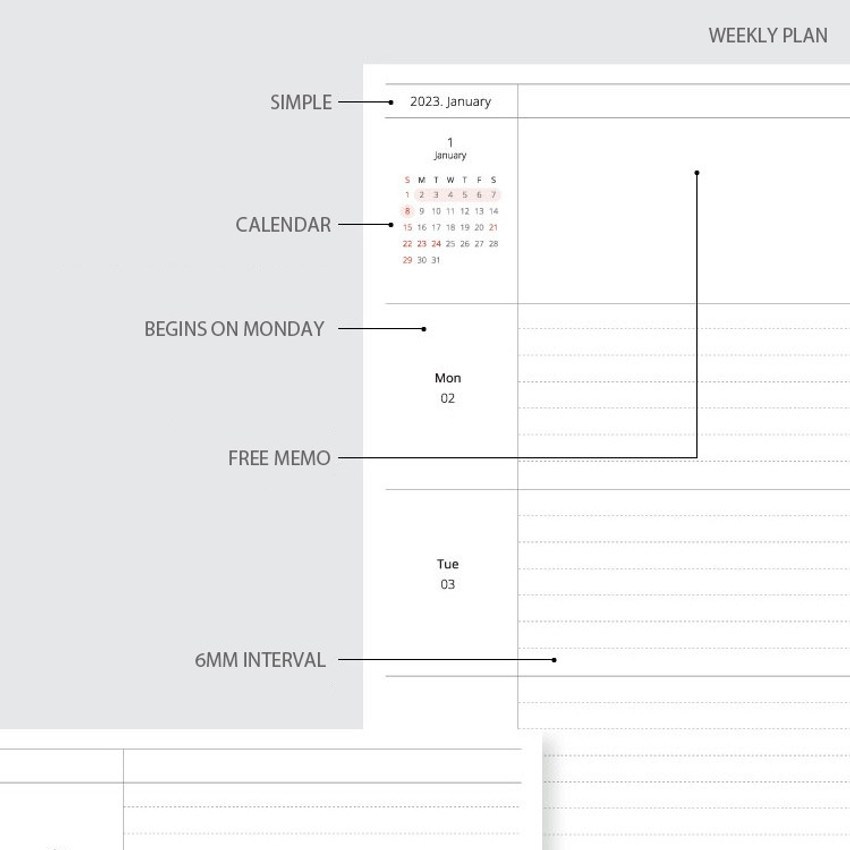 WEEKLY PLAN
SIMPLE
2023. January
1
January
S M T W T F S
1 2 3 4 5 6 7
8 9 10 11 12 13 14
15 16 17 18 19 20 21
22 23 24 25 26 27 28
29 30 31
CALENDAR
BEGINS ON MONDAY
Mon
02
FREE MEMO
Tue
03
6MM INTERVAL